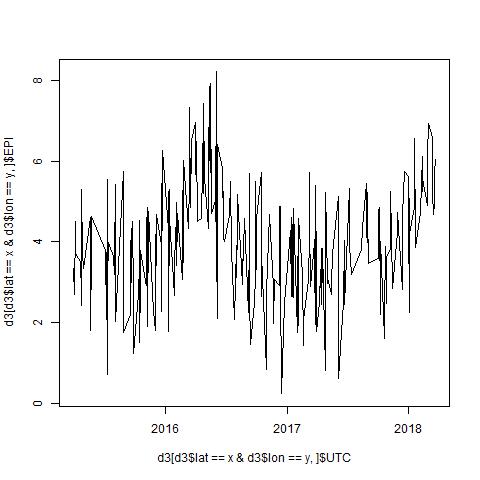 8
6
4
2
0
d3[d3$lat == x & d3$lon == y, ]$EPI
2016 2017 2018
d3[d3$lat == x & d3$lon == y, ]$UTC